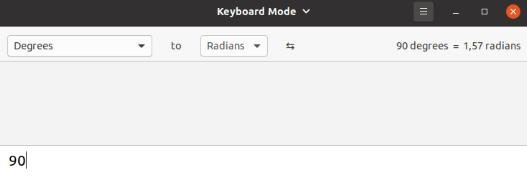 Keyboard Mode
Degrees to Radians 90 degrees = 1,57 radians
90